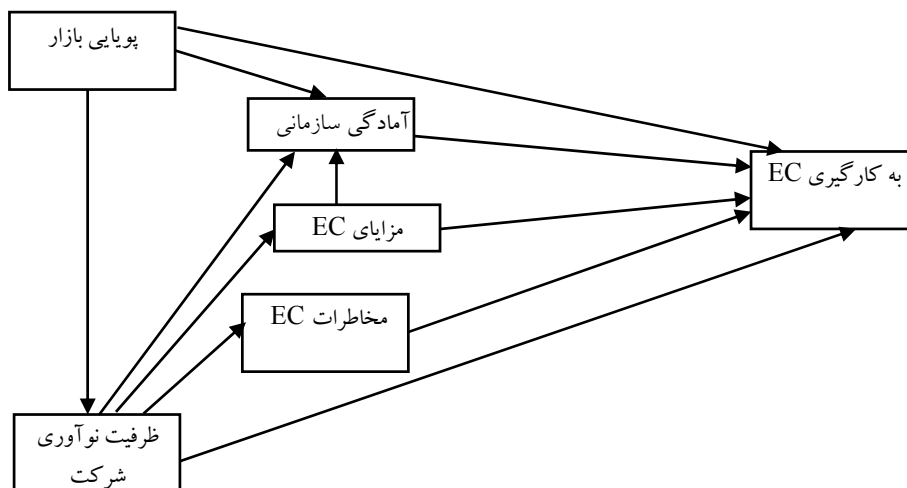 پویایی بازار
آمادگی سازمانی
به کارگیری EC
مزایای EC
مخاطرات EC
ظرفیت نوآوری
شرکت